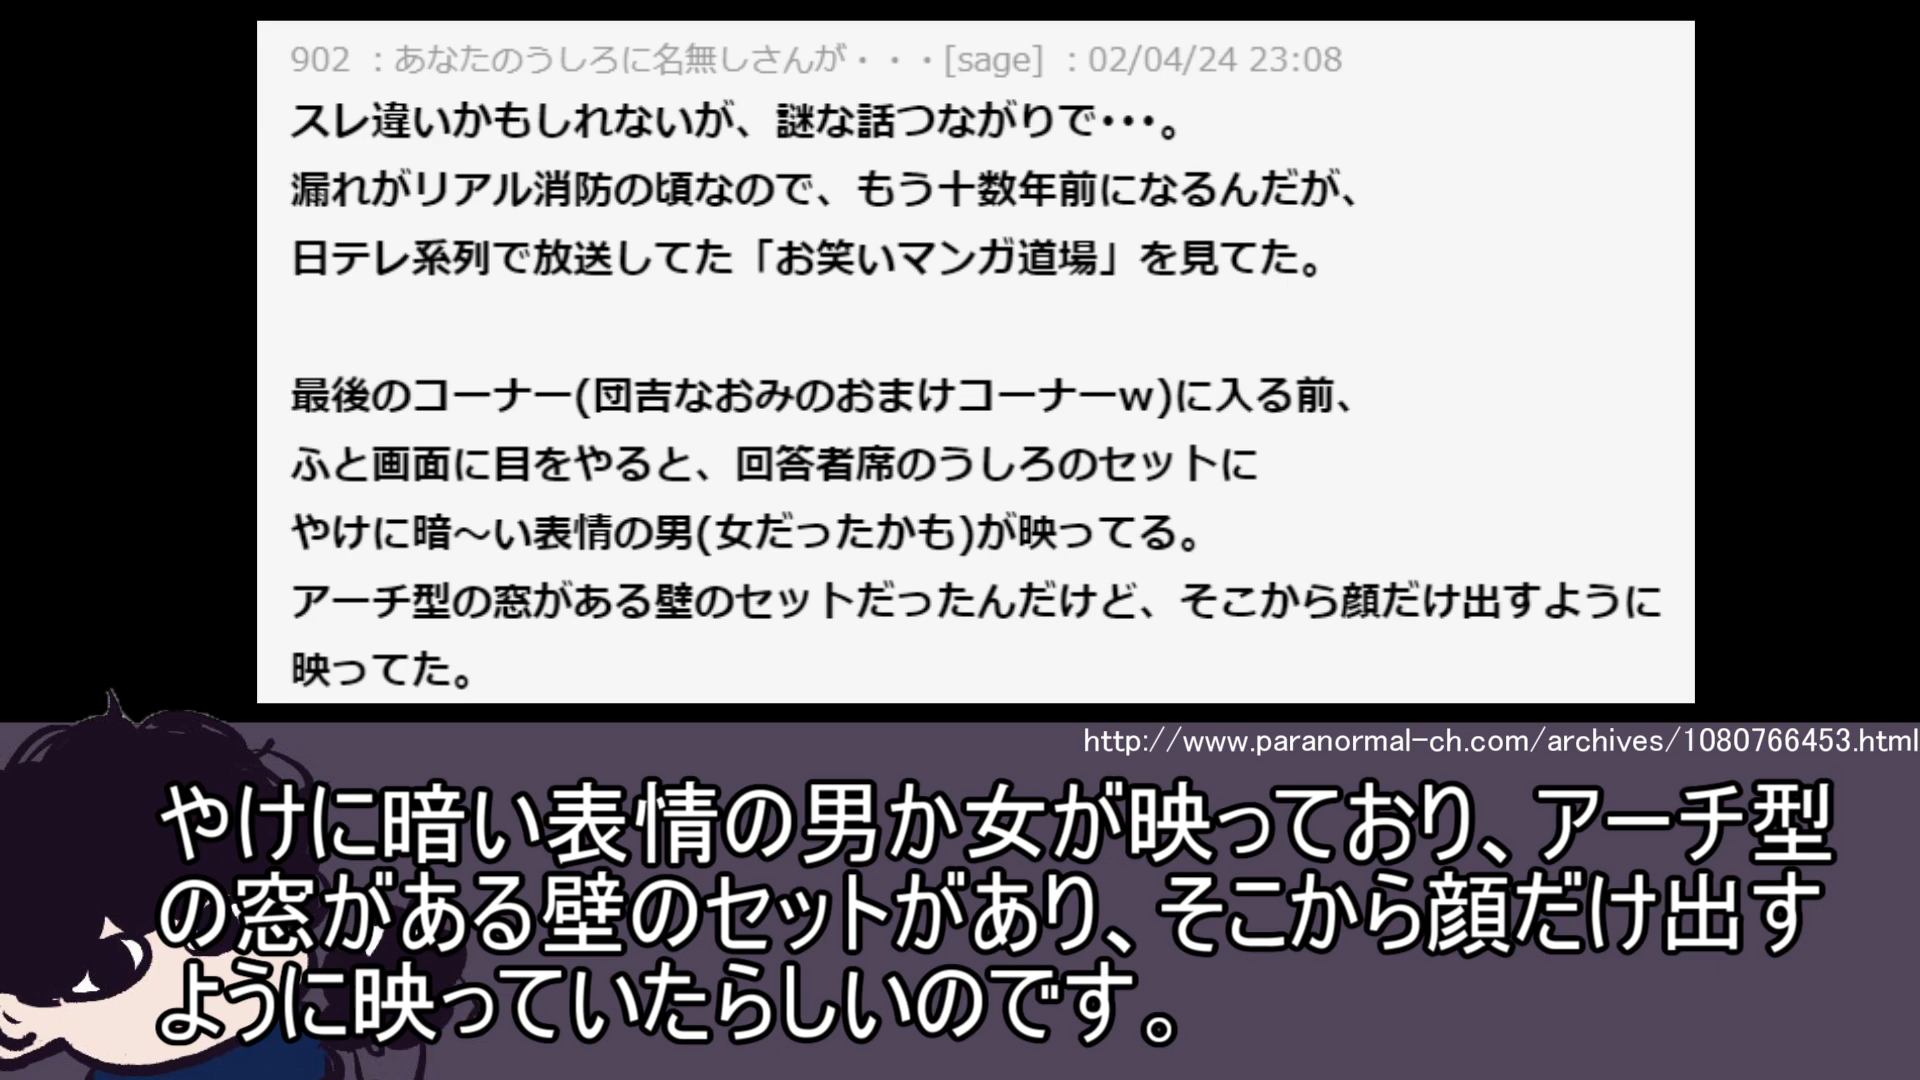 902 ：あなたのうしろに名無しさんが・・・[sage] ：02/04/24 23:08
スレ違いかもしれないが、謎な話つながりで･･･。
漏れがリアル消防の頃なので、もう十数年前になるんだが、
日テレ系列で放送してた「お笑いマンガ道場」を見てた。
最後のコーナー(団吉なおみのおまけコーナーｗ)に入る前、
ふと画面に目をやると、回答者席のうしろのセットに
やけに暗～い表情の男(女だったかも)が映ってる。
アーチ型の窓がある壁のセットだったんだけど、そこから顔だけ出すように
映ってた。
http://www.paranormal-ch.com/archives/1080766453.html
やけに暗い表情の男か女が映っており、アーチ型
の窓がある壁のセットがあり、そこから顔だけ出す
ように映っていたらしいのです。